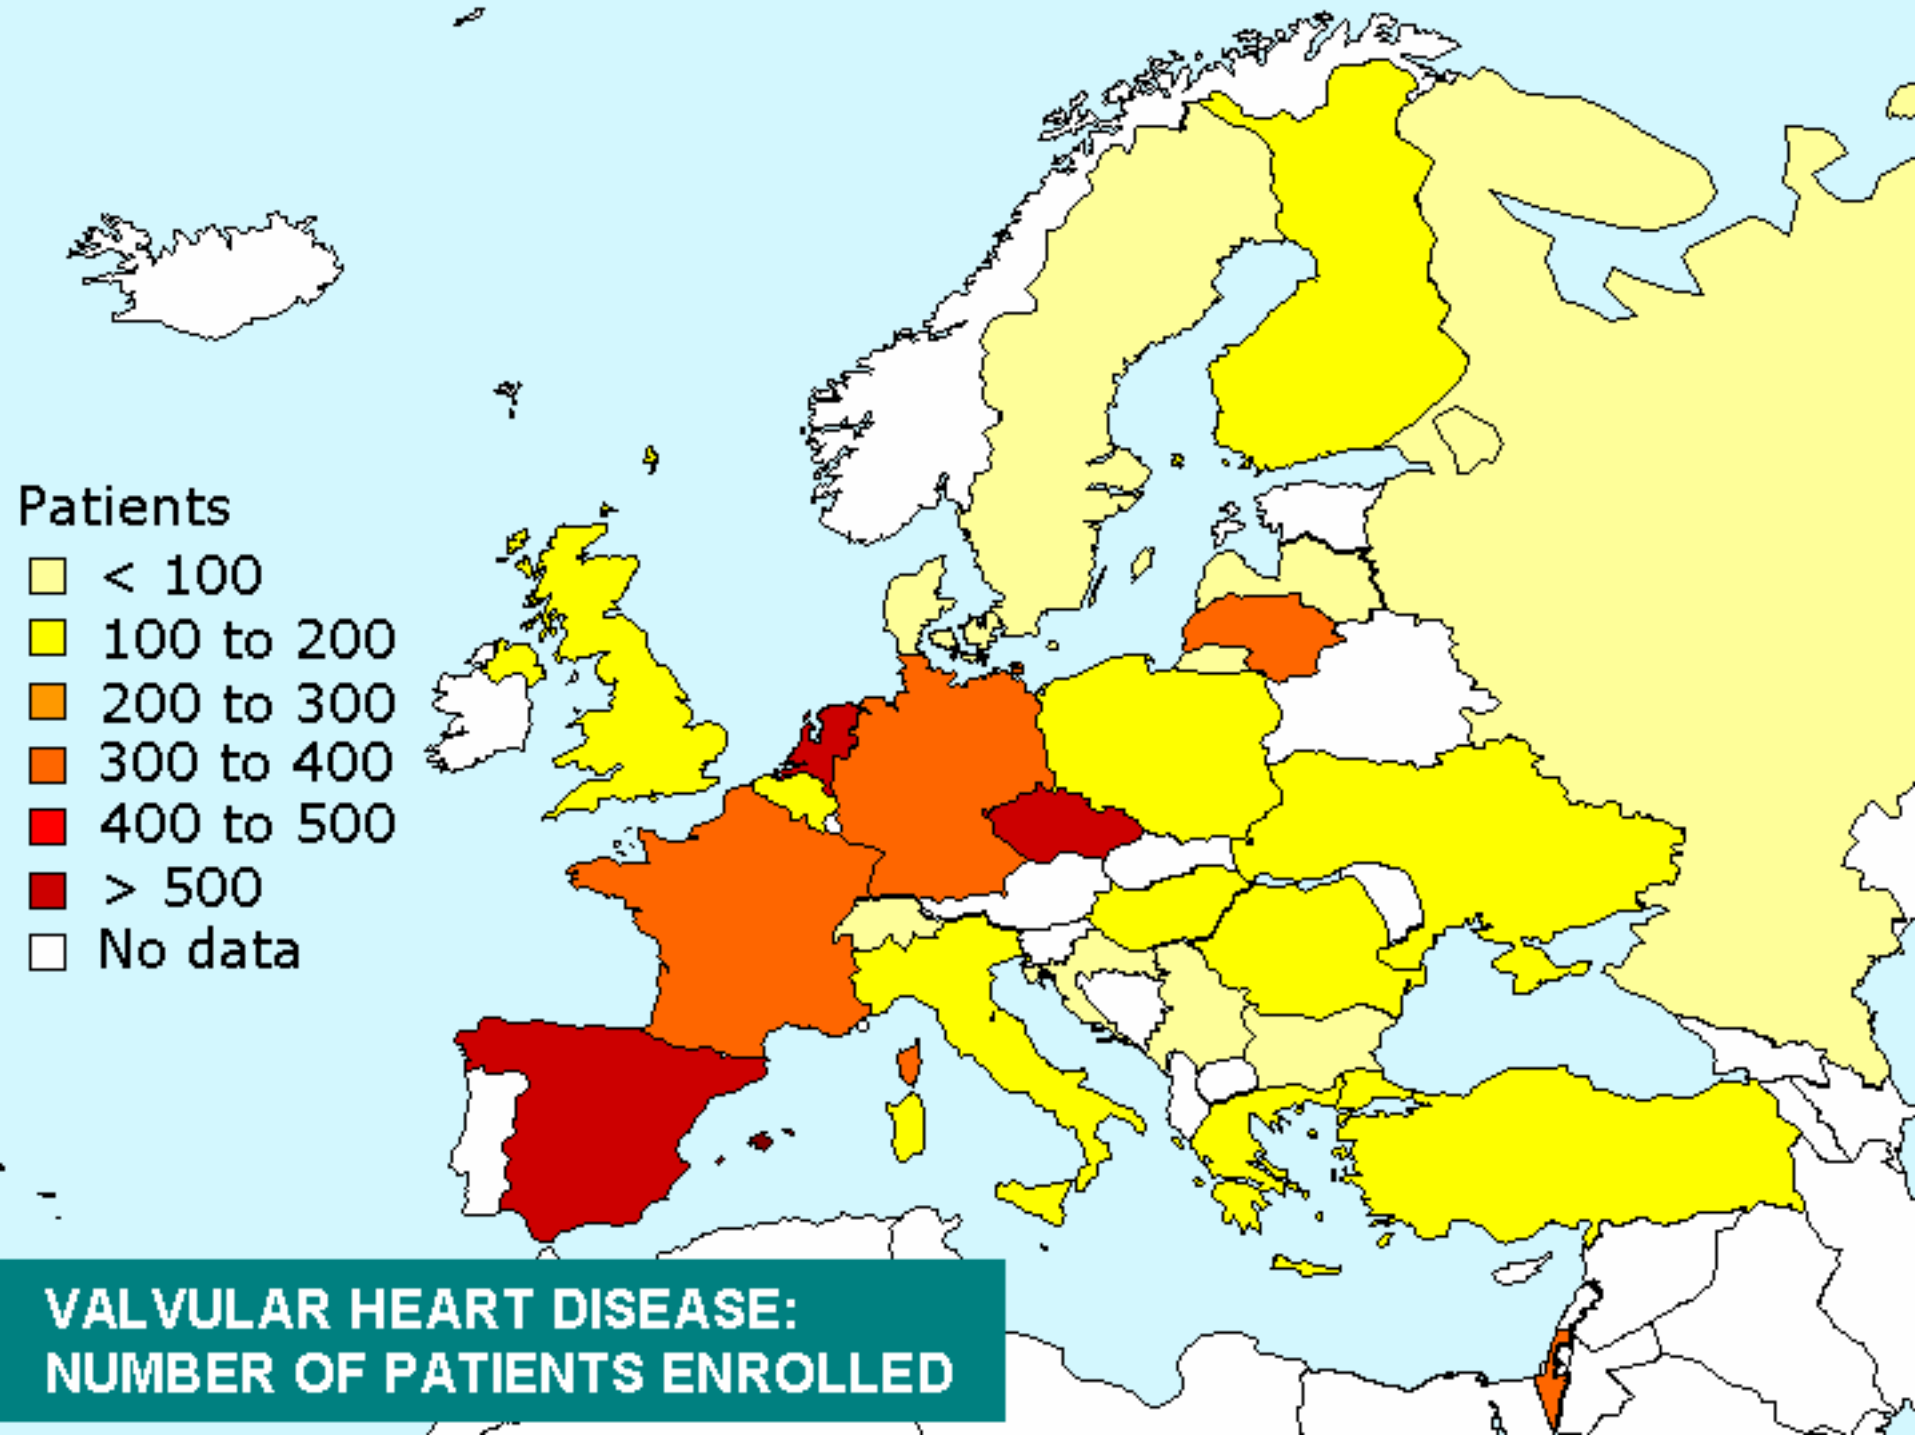 Patients
< 100
100 to 200
200 to 300
300 to 400
400 to 500
> 500
No data
VALVULAR HEART DISEASE:
NUMBER OF PATIENTS ENROLLED